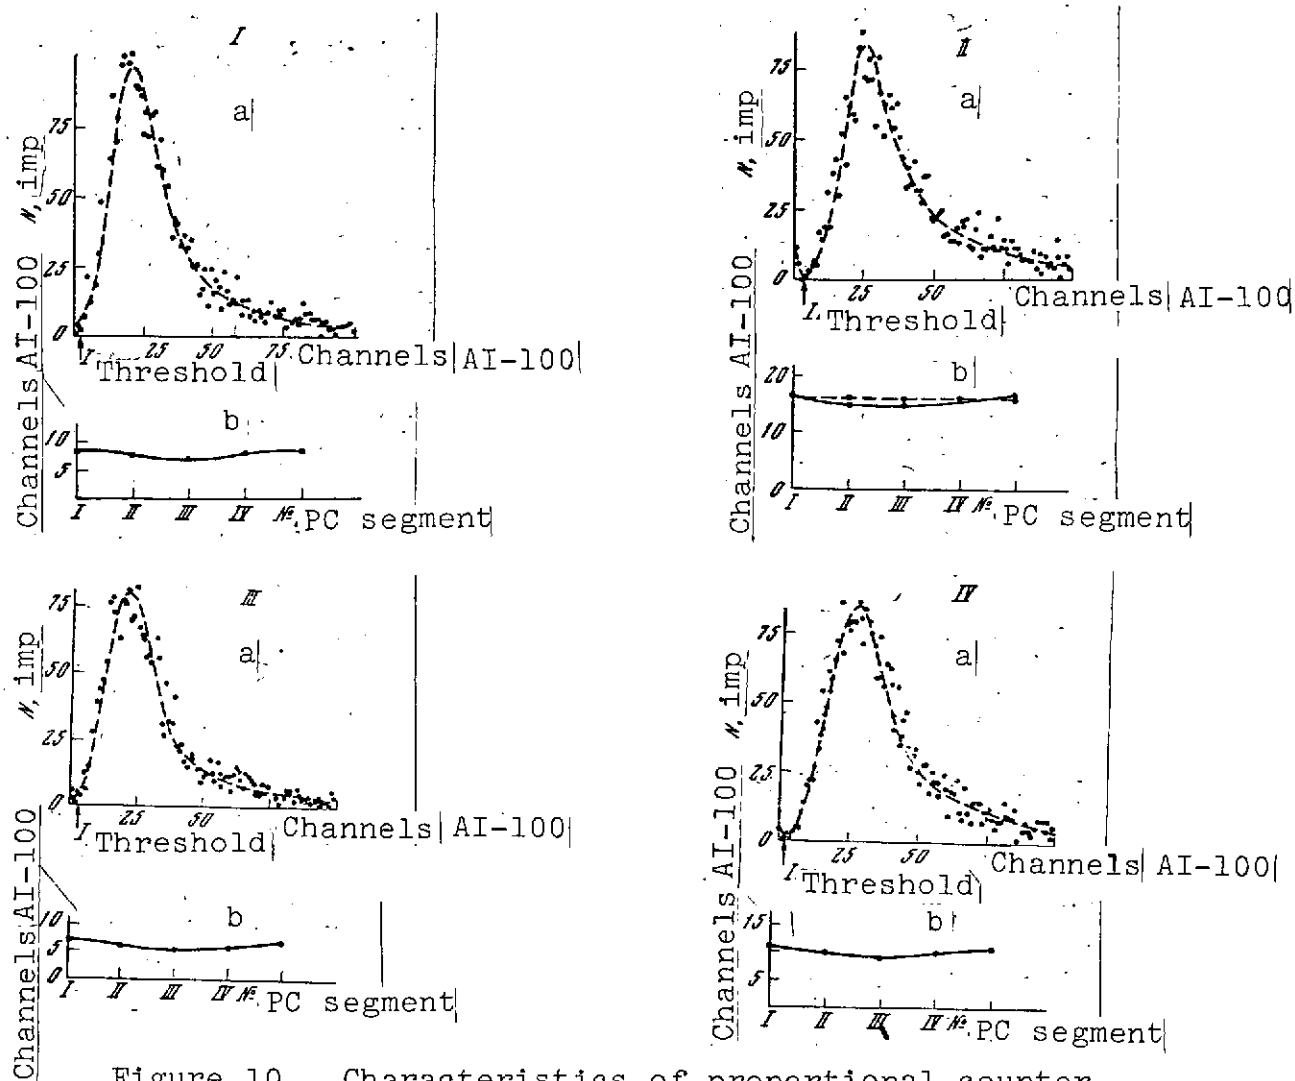 I
a
N, imp
75
50
25
0
I 25 50 75 Channels AI-100
Threshold
Channels AI-100
b
10
5
I II III IV № PC segment
II
a
N, imp
75
50
25
0
25 50 Channels AI-100
I Threshold
Channels AI-100
b
20
10
0
I II III IV № PC segment
III
a
N, imp
75
50
25
0
25 50 Channels AI-100
I Threshold
Channels AI-100
b
10
5
0
I II III IV № PC segment
IV
a
N, imp
75
50
25
0
25 50 Channels AI-100
I Threshold
Channels AI-100
b
15
5
I II III IV № PC segment
Figure 10 Characteristics of proportional counter